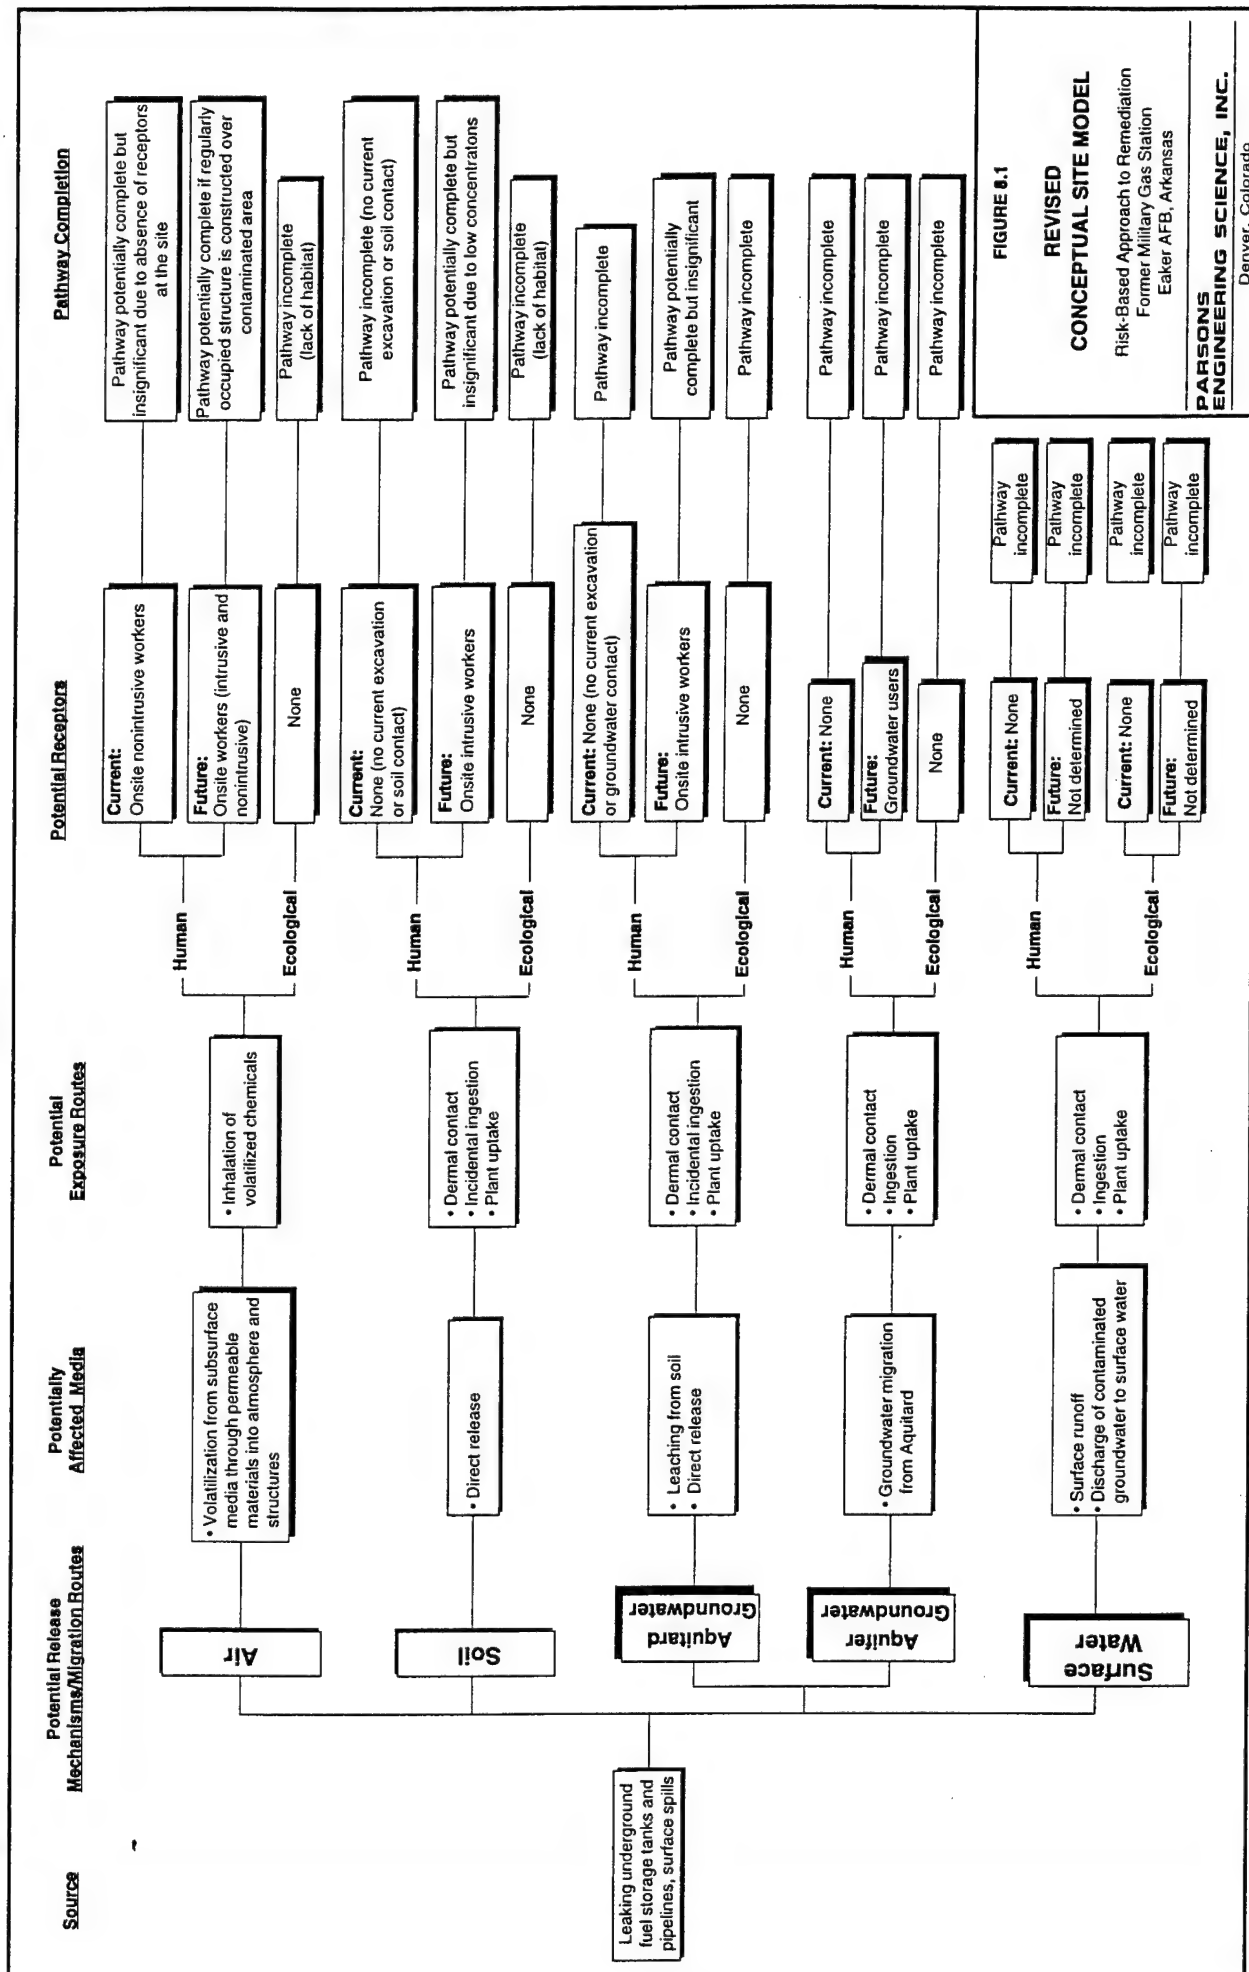 Source
Potential Release
Mechanisms/Migration Routes
Potentially
Affected Media
Potential
Exposure Routes
Potential Receptors
Pathway Completion
Leaking underground
fuel storage tanks and
pipelines, surface spills
Air
• Volatilization from subsurface
media through permeable
materials into atmosphere and
structures
• Inhalation of
volatilized chemicals
Human
Current:
Onsite nonintrusive workers
Pathway potentially complete but
insignificant due to absence of receptors
at the site
Future:
Onsite workers (intrusive and
nonintrusive)
Pathway potentially complete if regularly
occupied structure is constructed over
contaminated area
Ecological
None
Pathway incomplete
(lack of habitat)
Soil
• Direct release
• Dermal contact
• Incidental ingestion
• Plant uptake
Human
Current:
None (no current excavation
or soil contact)
Pathway incomplete (no current
excavation or soil contact)
Future:
Onsite intrusive workers
Pathway potentially complete but
insignificant due to low concentratons
Ecological
None
Pathway incomplete
(lack of habitat)
Aquitard
Groundwater
• Leaching from soil
• Direct release
• Dermal contact
• Incidental ingestion
• Plant uptake
Human
Current: None (no current excavation
or groundwater contact)
Pathway incomplete
Future:
Onsite intrusive workers
Pathway potentially
complete but insignificant
Ecological
None
Pathway incomplete
Aquifer
Groundwater
• Groundwater migration
from Aquitard
• Dermal contact
• Ingestion
• Plant uptake
Human
Current: None
Pathway incomplete
Future:
Groundwater users
Pathway incomplete
Ecological
None
Pathway incomplete
Surface
Water
• Surface runoff
• Discharge of contaminated
groundwater to surface water
• Dermal contact
• Ingestion
• Plant uptake
Human
Current: None
Pathway
incomplete
Future:
Not determined
Pathway
incomplete
Ecological
Current: None
Pathway
incomplete
Future:
Not determined
Pathway
incomplete
FIGURE 8.1
REVISED
CONCEPTUAL SITE MODEL
Risk-Based Approach to Remediation
Former Military Gas Station
Eaker AFB, Arkansas
PARSONS
ENGINEERING SCIENCE, INC.
Denver, Colorado